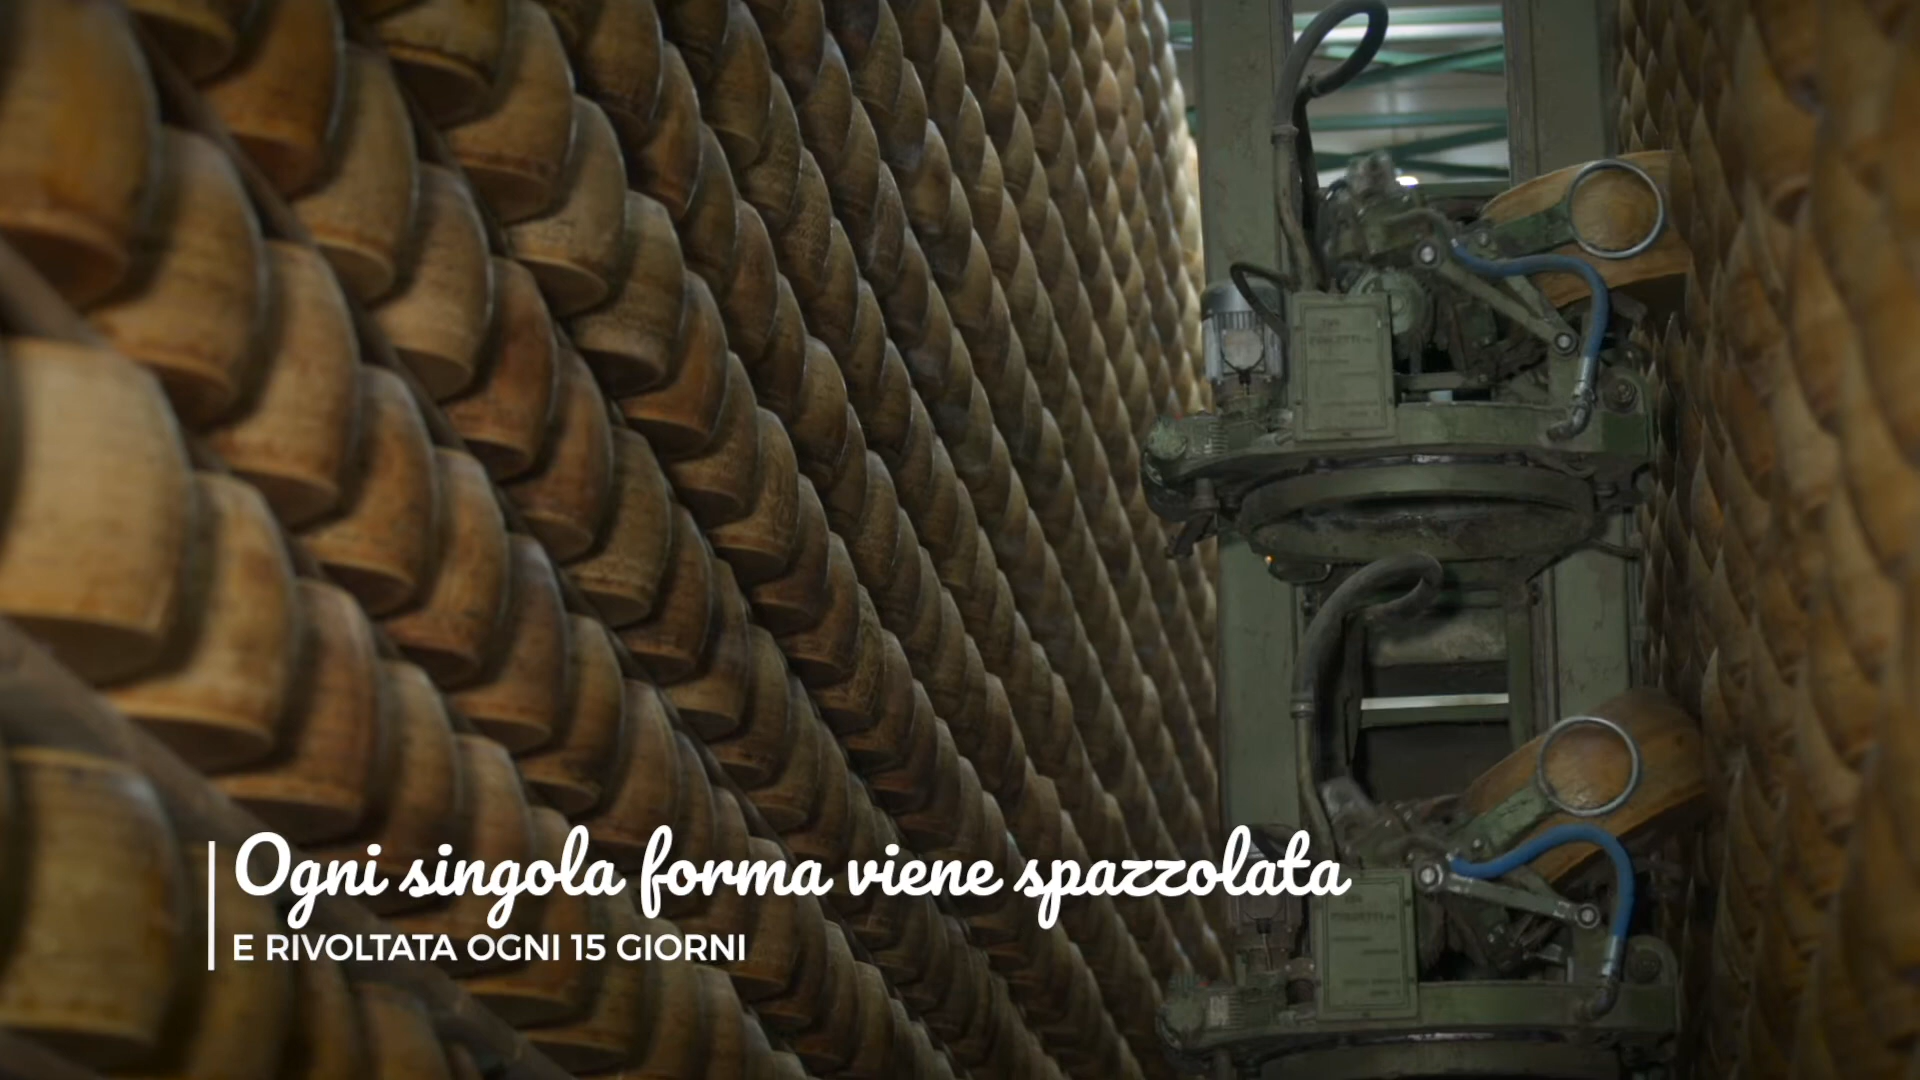 Ogni singola forma viene spazzolata
E RIVOLTATA OGNI 15 GIORNI